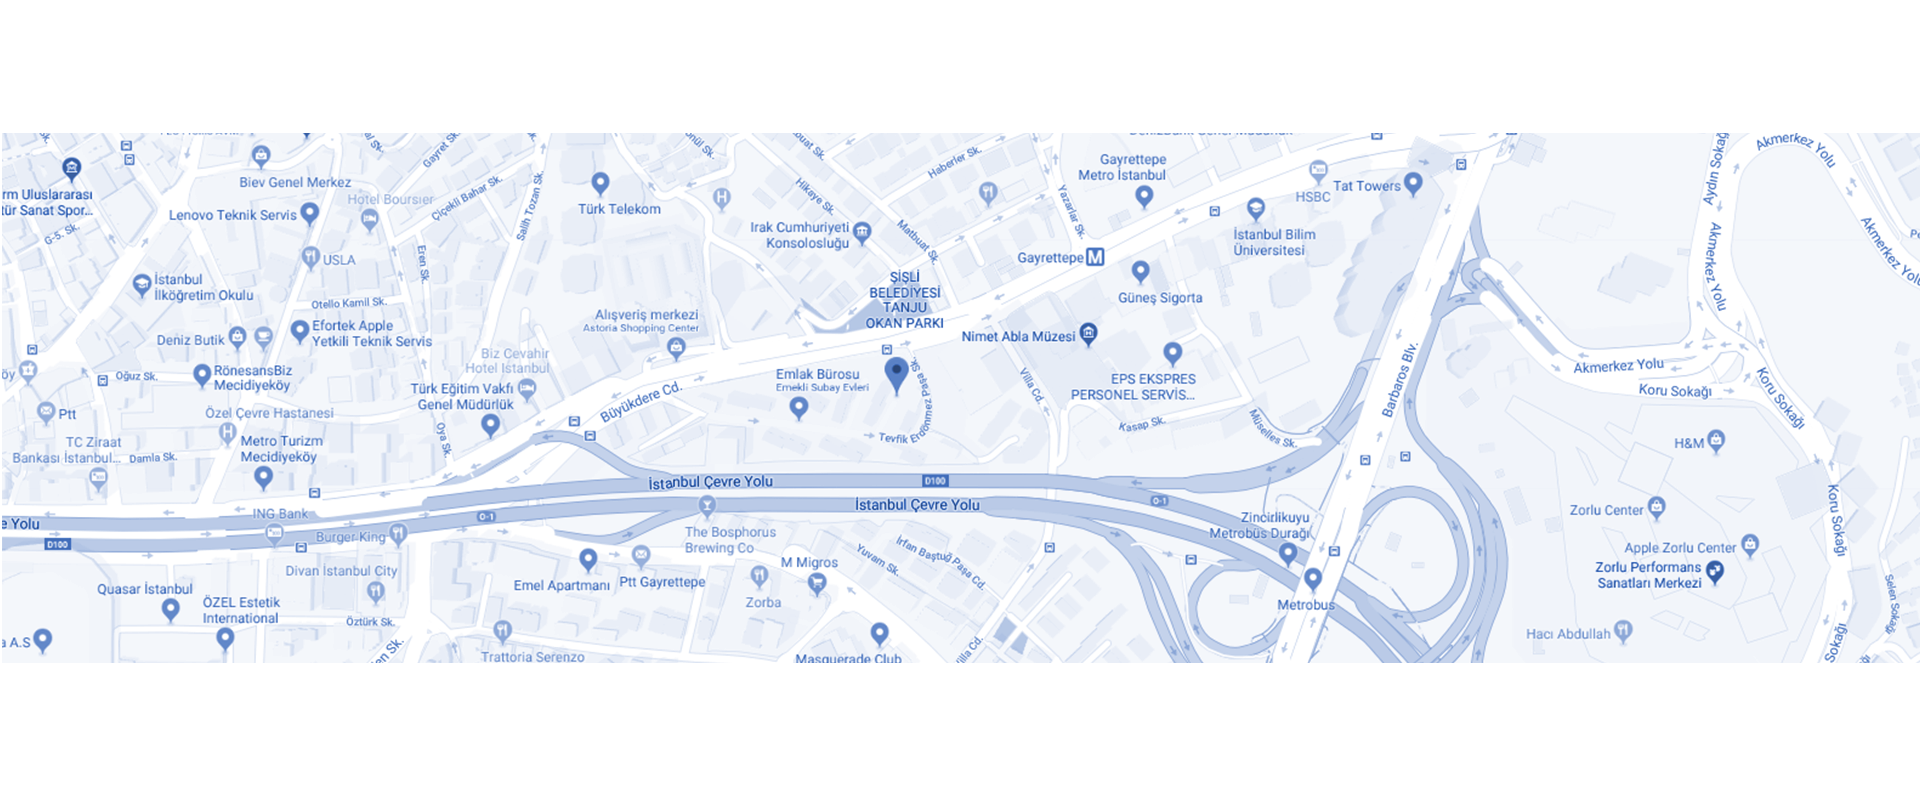 Gayret Sk.
Biev Genel Merkez
rm Uluslararası
tür Sanat Spor...
G-5. Sk.
Lenovo Teknik Servis
Hotel Boursier
Çiçekli Bahar Sk.
Salih Tozan Sk.
Türk Telekom
USLA
Eren Sk.
İstanbul
İlköğretim Okulu
Otello Kamil Sk.
Efortek Apple
Yetkili Teknik Servis
Deniz Butik
RönesansBiz
Mecidiyeköy
Oğuz Sk.
Ptt
Özel Çevre Hastanesi
TC Ziraat
Bankası İstanbul...
Damla Sk.
Metro Turizm
Mecidiyeköy
Biz Cevahir
Hotel İstanbul
Türk Eğitim Vakfı
Genel Müdürlük
Oya Sk.
Alışveriş merkezi
Astoria Shopping Center
Büyükdere Cd.
Hikaye Sk.
Matbuat Sk.
Haberler Sk.
Yazarlar Sk.
Irak Cumhuriyeti
Konsolosluğu
ŞİŞLİ
BELEDİYESİ
TANJU
OKAN PARKI
Emlak Bürosu
Emekli Subay Evleri
Tevfik Erdönmez Paşa Sk.
Gayrettepe
Metro İstanbul
Gayrettepe
M
HSBC
Tat Towers
İstanbul Bilim
Üniversitesi
Güneş Sigorta
Nimet Abla Müzesi
EPS EKSPRES
PERSONEL SERVİS...
Villa Cd.
Kasap Sk.
Müselles Sk.
Barbaros Blv.
Aydın Sokağı
Akmerkez Yolu
Akmerkez Yolu
Akmerkez Yolu
Akmerkez Yolu
Koru Sokağı
Koru Sokağı
Koru Sokağı
Sokağı
Selen Sokağı
H&M
Zorlu Center
Apple Zorlu Center
Zorlu Performans
Sanatları Merkezi
Hacı Abdullah
İstanbul Çevre Yolu
D100
İstanbul Çevre Yolu
O-1
O-1
e Yolu
D100
ING Bank
Burger King
Divan İstanbul City
Quasar İstanbul
ÖZEL Estetik
International
Öztürk Sk.
a A.S
The Bosphorus
Brewing Co
Emel Apartmanı
Ptt Gayrettepe
M Migros
Zorba
Trattoria Serenzo
Masquerade Club
Yuvam Sk.
İrfan Baştuğ Paşa Cd.
Villa Cd.
Zincirlikuyu
Metrobüs Durağı
Metrobus